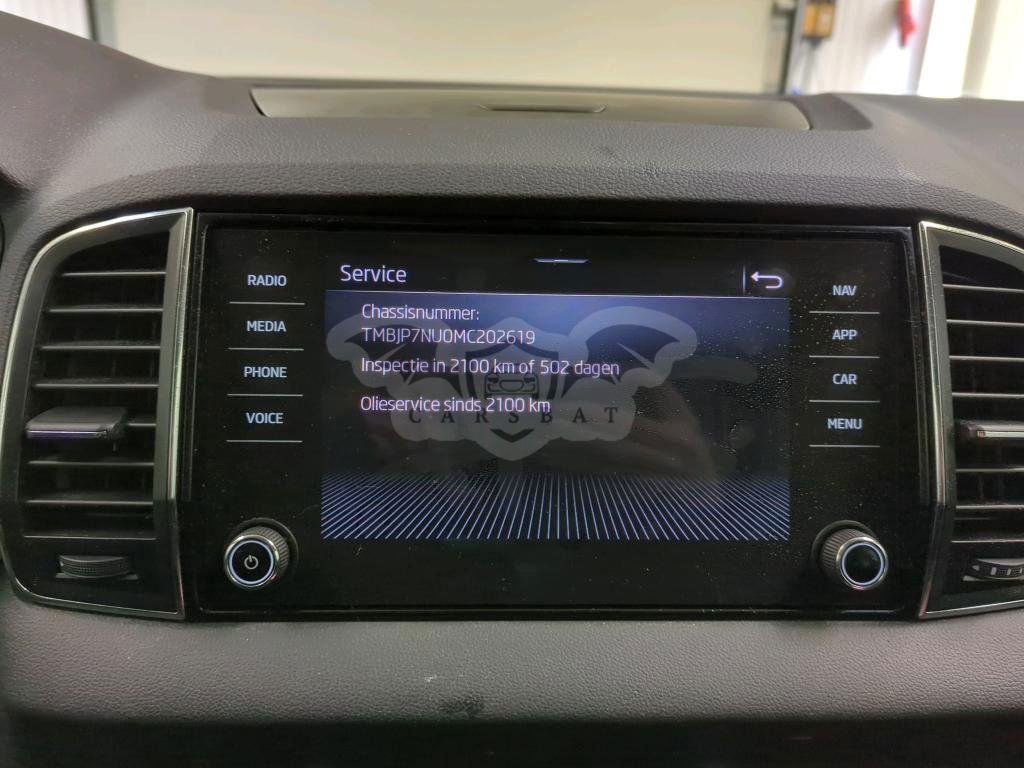 RADIO
MEDIA
PHONE
VOICE
Service
Chassisnummer:
TMBJP7NU0MC202619
Inspectie in 2100 km of 502 dagen
Olieservice sinds 2100 km
CARSBAT
NAV
APP
CAR
MENU